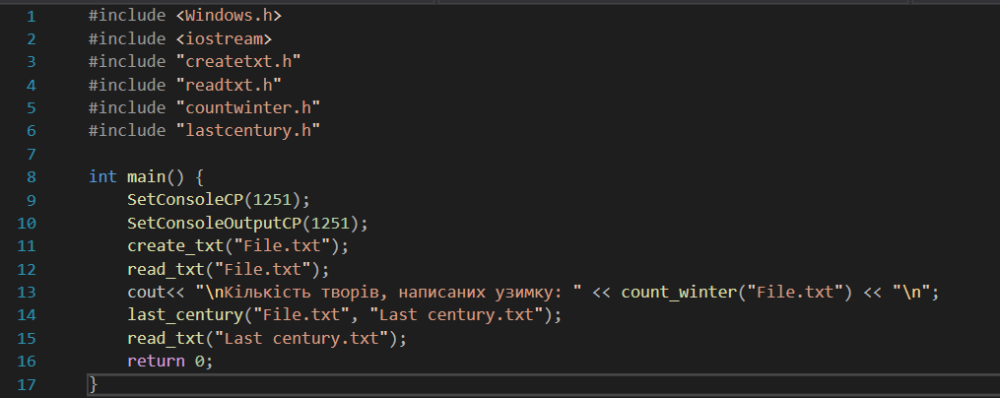 1 #include <Windows.h>
2 #include <iostream>
3 #include "createtxt.h"
4 #include "readtxt.h"
5 #include "countwinter.h"
6 #include "lastcentury.h"
7
8 int main() {
9 SetConsoleCP(1251);
10 SetConsoleOutputCP(1251);
11 create_txt("File.txt");
12 read_txt("File.txt");
13 cout<< "\nКількість творів, написаних узимку: " << count_winter("File.txt") << "\n";
14 last_century("File.txt", "Last century.txt");
15 read_txt("Last century.txt");
16 return 0;
17 }